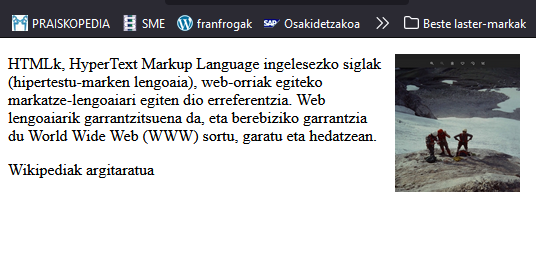 PRAISKOPEDIA SME franfrogak Osakidetzakoa Beste laster-markak
HTMLk, HyperText Markup Language ingelesezko siglak
(hipertestu-marken lengoaia), web-orriak egiteko
markatze-lengoaiari egiten dio erreferentzia. Web
lengoaiarik garrantzitsuena da, eta berebiziko garrantzia
du World Wide Web (WWW) sortu, garatu eta hedatzean.
Wikipediak argitaratua